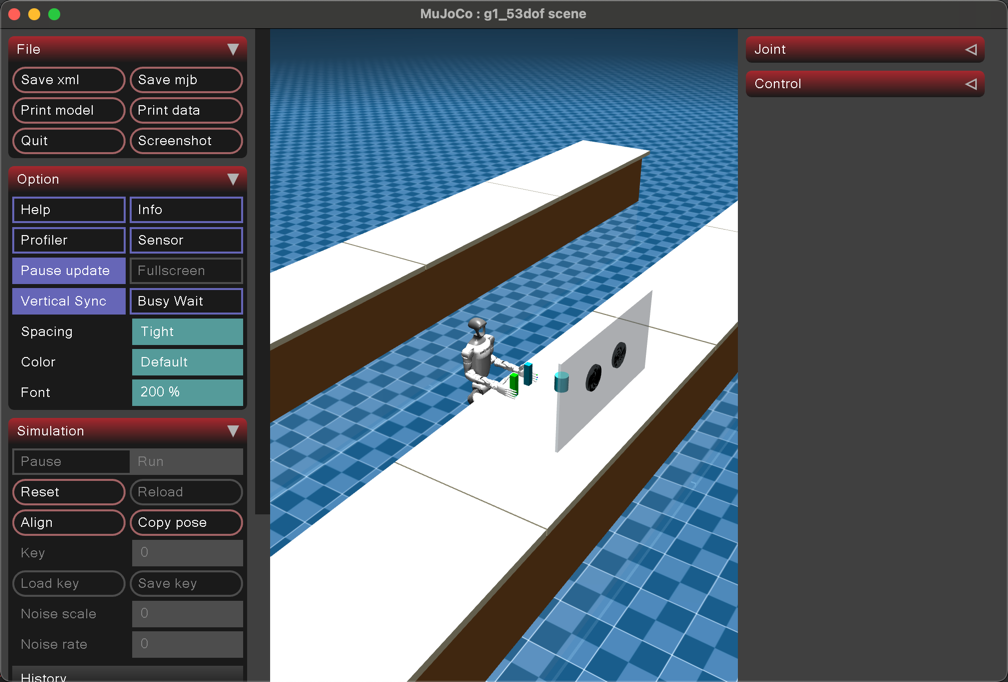 MuJoCo : g1_53dof scene
File
Save xml Save mjb
Print model Print data
Quit Screenshot
Option
Help Info
Profiler Sensor
Pause update Fullscreen
Vertical Sync Busy Wait
Spacing Tight
Color Default
Font 200 %
Simulation
Pause Run
Reset Reload
Align Copy pose
Key 0
Load key Save key
Noise scale 0
Noise rate 0
History
Joint
Control